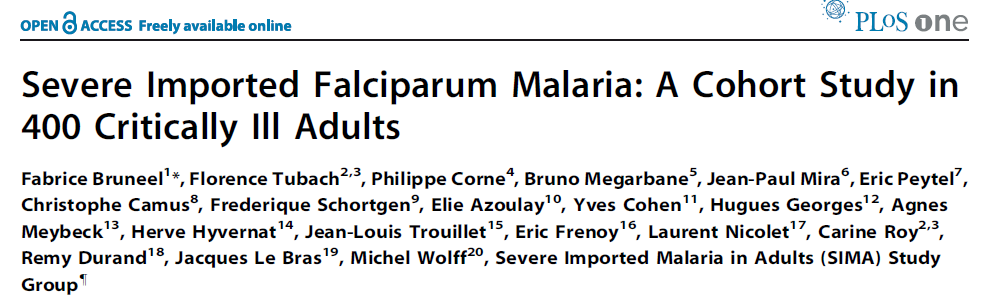 OPEN ACCESS Freely available online
PLoS one
Severe Imported Falciparum Malaria: A Cohort Study in
400 Critically Ill Adults
Fabrice Bruneel1*, Florence Tubach2,3, Philippe Corne4, Bruno Megarbane5, Jean-Paul Mira6, Eric Peytel7,
Christophe Camus8, Frederique Schortgen9, Elie Azoulay10, Yves Cohen11, Hugues Georges12, Agnes
Meybeck13, Herve Hyvernat14, Jean-Louis Trouillet15, Eric Frenoy16, Laurent Nicolet17, Carine Roy2,3,
Remy Durand18, Jacques Le Bras19, Michel Wolff20, Severe Imported Malaria in Adults (SIMA) Study
Group¶